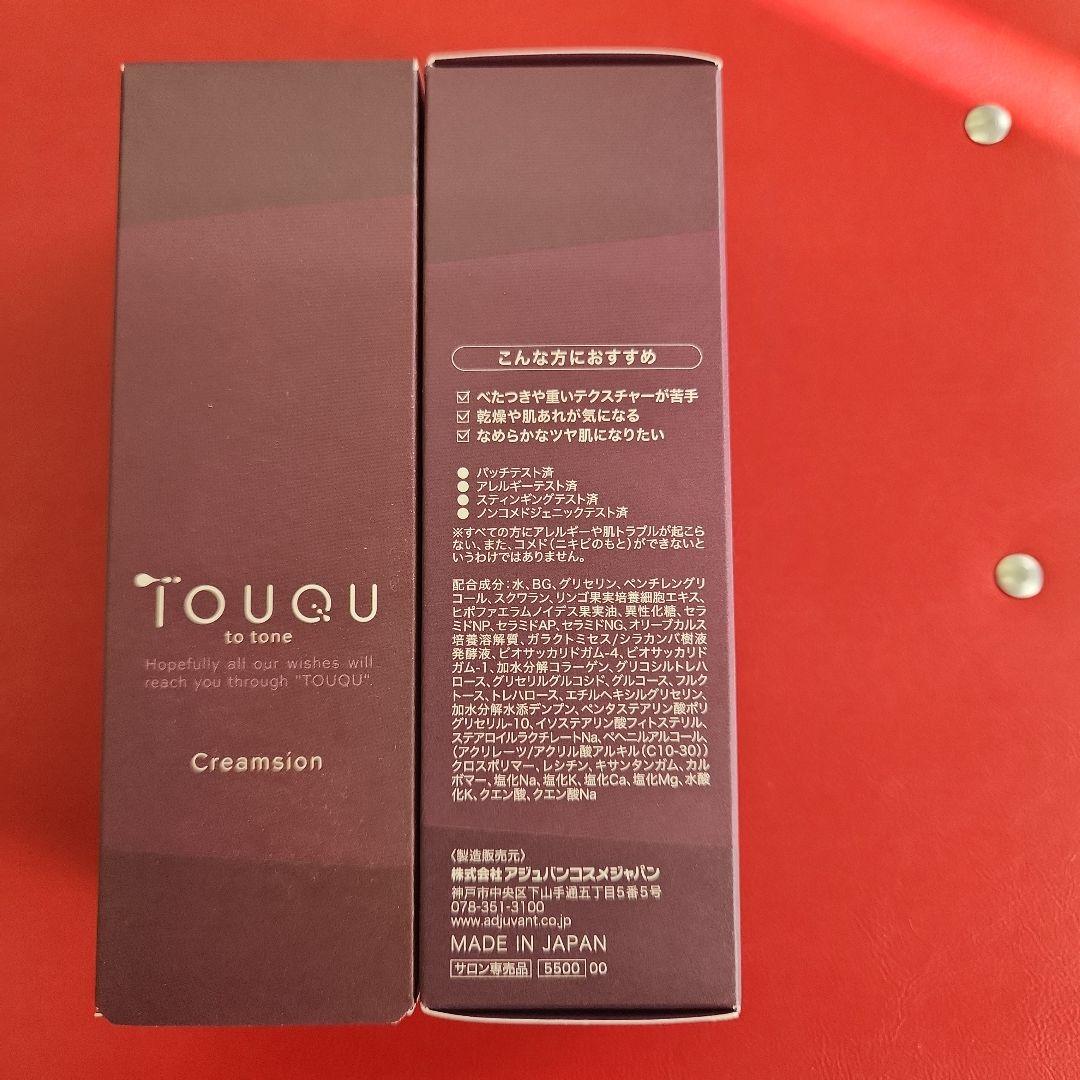 TOUQU
to tone
Hopefully all our wishes will
reach you through "TOUQU".
Creamsion
こんな方におすすめ
べたつきや重いテクスチャーが苦手
乾燥や肌あれが気になる
なめらかなツヤ肌になりたい
● パッチテスト済
● アレルギーテスト済
● スティンギングテスト済
● ノンコメドジェニックテスト済
※すべての方にアレルギーや肌トラブルが起こら
ない、また、コメド(ニキビのもと)ができないと
いうわけではありません。
配合成分：水、BG、グリセリン、ペンチレングリ
コール、スクワラン、リンゴ果実培養細胞エキス、
ヒポファエラムノイデス果実油、異性化糖、セラ
ミドNP、セラミドAP、セラミドNG、オリーブカルス
培養溶解質、ガラクトミセス/シラカンバ樹液
発酵液、ビオサッカリドガム-4、ビオサッカリド
ガム-1、加水分解コラーゲン、グリコシルトレハ
ロース、グリセリルグルコシド、グルコース、フルク
トース、トレハロース、エチルヘキシルグリセリン、
加水分解水添デンプン、ペンタステアリン酸ポリ
グリセリル-10、イソステアリン酸フィトステリル、
ステアロイルラクチレートNa、ベヘニルアルコール、
(アクリレーツ/アクリル酸アルキル(C10-30))
クロスポリマー、レシチン、キサンタンガム、カル
ボマー、塩化Na、塩化K、塩化Ca、塩化Mg、水酸
化K、クエン酸、クエン酸Na
〈製造販売元〉
株式会社アジュバンコスメジャパン
神戸市中央区下山手通五丁目5番5号
078-351-3100
www.adjuvant.co.jp
MADE IN JAPAN
サロン専売品 5500 00